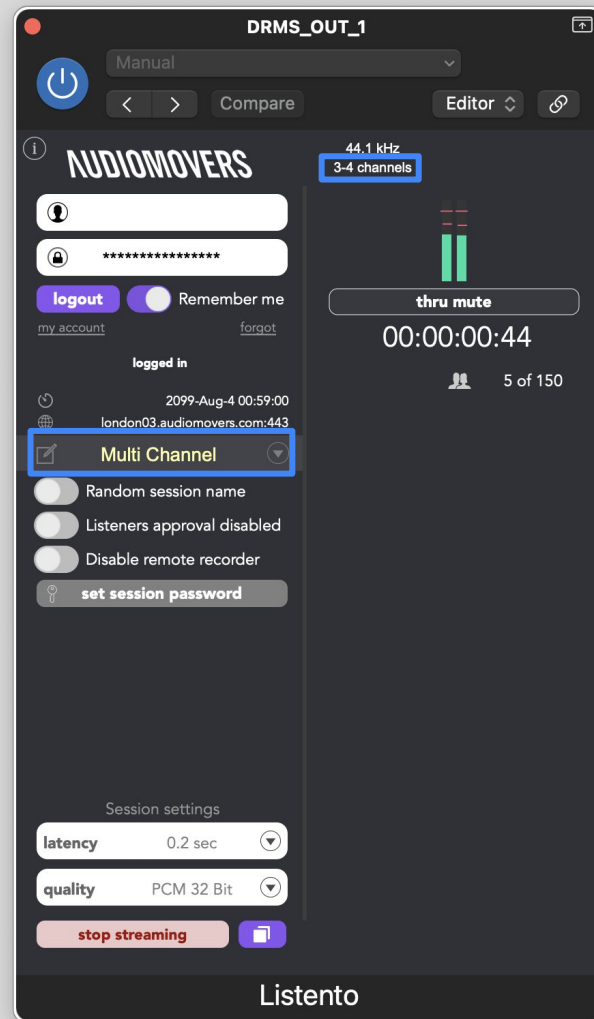 DRMS_OUT_1
Manual
Compare
Editor
AUDIOMOVERS
44.1 kHz
3-4 channels
****************
logout
Remember me
my account
forgot
logged in
2099-Aug-4 00:59:00
london03.audiomovers.com:443
Multi Channel
Random session name
Listeners approval disabled
Disable remote recorder
set session password
thru mute
00:00:00:44
5 of 150
Session settings
latency 0.2 sec
quality PCM 32 Bit
stop streaming
Listento